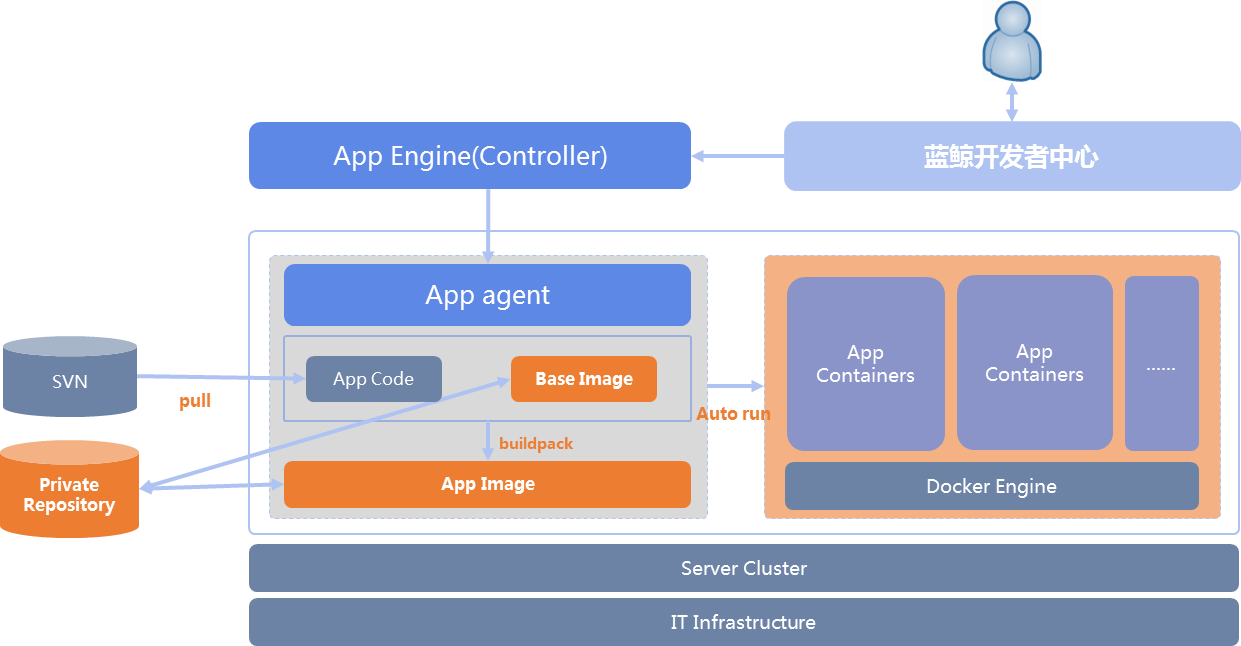 App Engine(Controller)
蓝鲸开发者中心
App agent
SVN
pull
App Code
Base Image
Auto run
buildpack
Private
Repository
App Image
App
Containers
App
Containers
......
Docker Engine
Server Cluster
IT Infrastructure